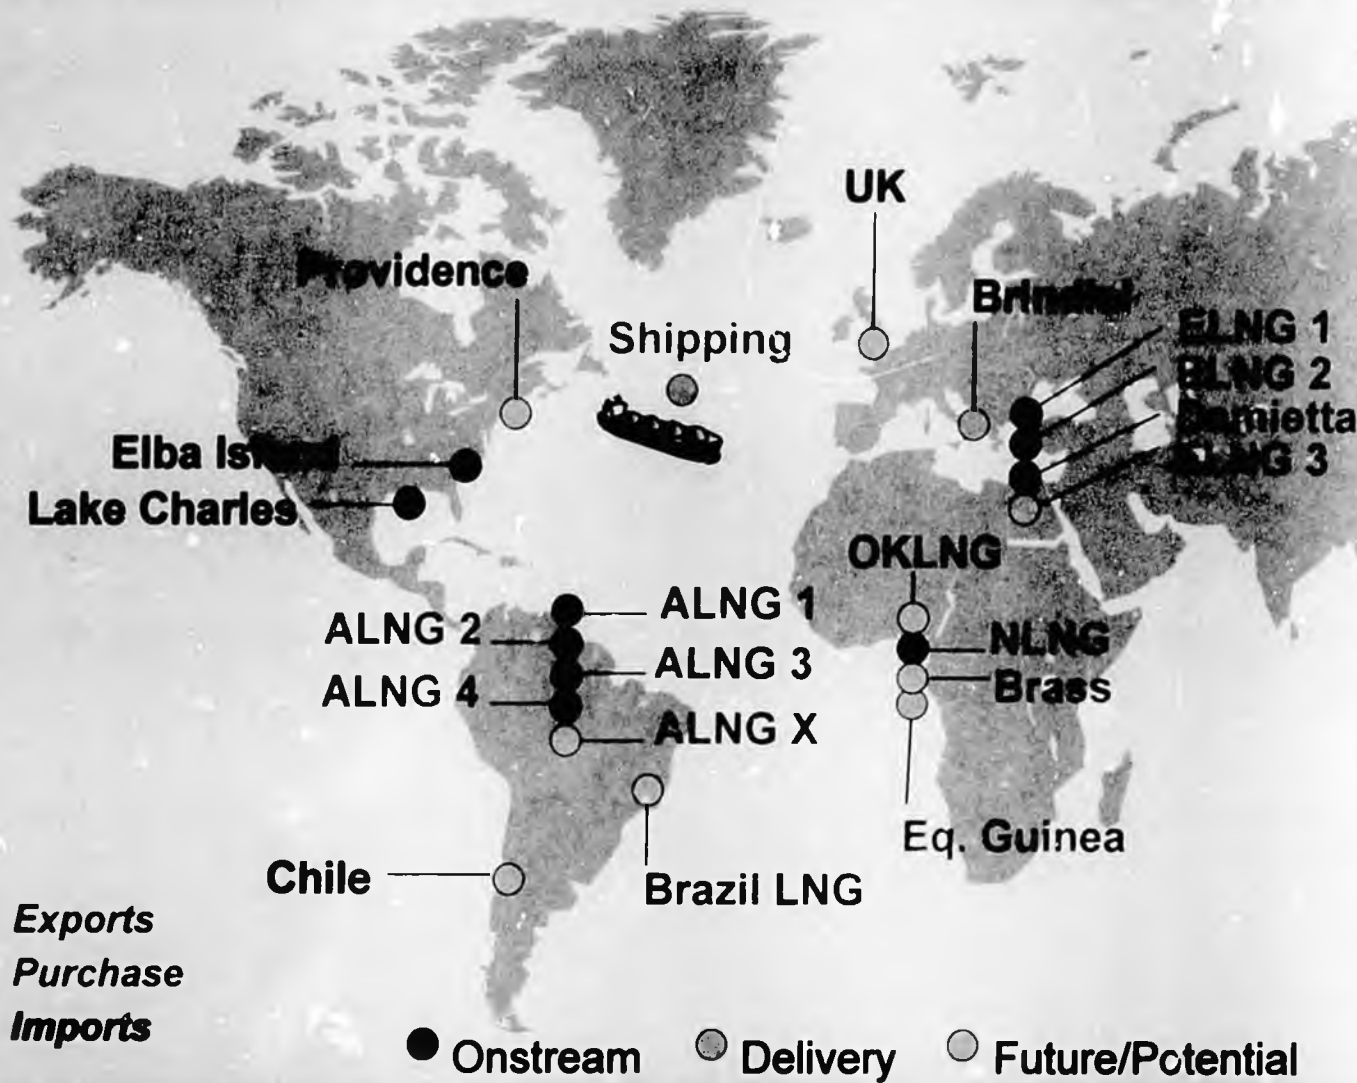 UK
Providence
Brindisi
Shipping
ELNG 1
ELNG 2
Damietta
ELNG 3
Elba Island
Lake Charles
OKLNG
ALNG 1
ALNG 2
NLNG
ALNG 3
Brass
ALNG 4
ALNG X
Eq. Guinea
Chile
Brazil LNG
Exports
Purchase
Imports
Onstream
Delivery
Future/Potential